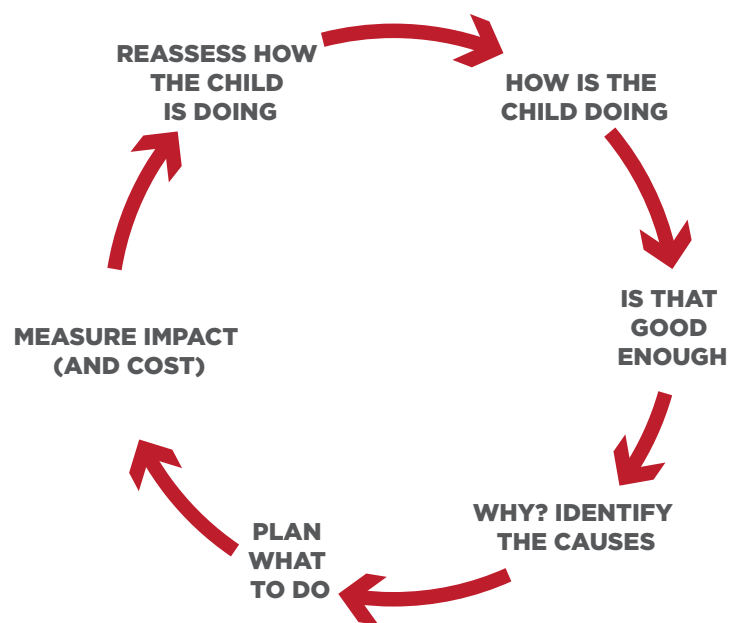 REASSESS HOW
THE CHILD
IS DOING
HOW IS THE
CHILD DOING
IS THAT
GOOD
ENOUGH
WHY? IDENTIFY
THE CAUSES
PLAN
WHAT
TO DO
MEASURE IMPACT
(AND COST)